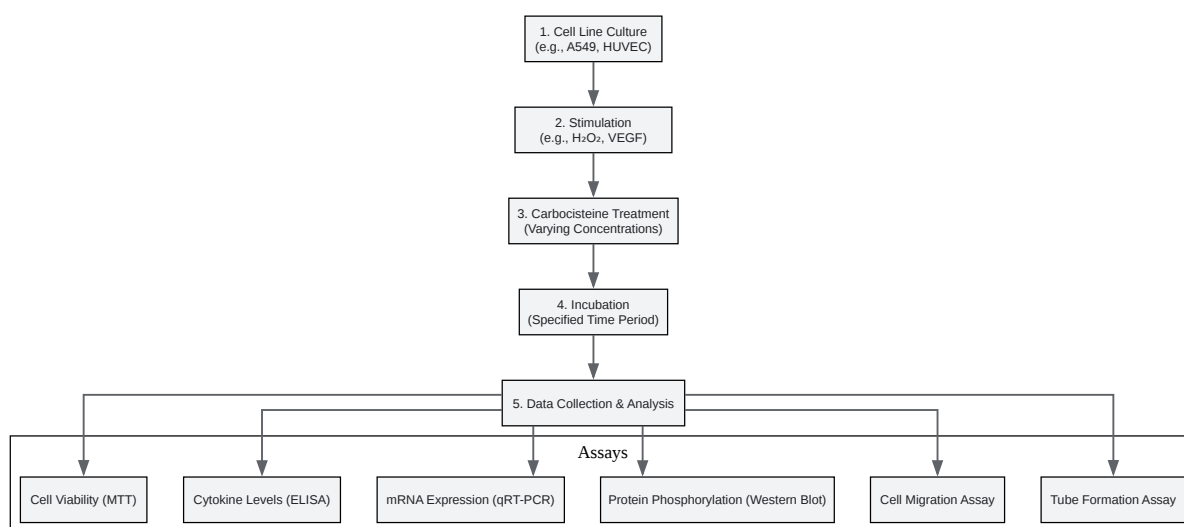 1. Cell Line Culture
(e.g., A549, HUVEC)
2. Stimulation
(e.g., H₂O₂, VEGF)
3. Carbocisteine Treatment
(Varying Concentrations)
4. Incubation
(Specified Time Period)
5. Data Collection & Analysis
Assays
Cell Viability (MTT)
Cytokine Levels (ELISA)
mRNA Expression (qRT-PCR)
Protein Phosphorylation (Western Blot)
Cell Migration Assay
Tube Formation Assay